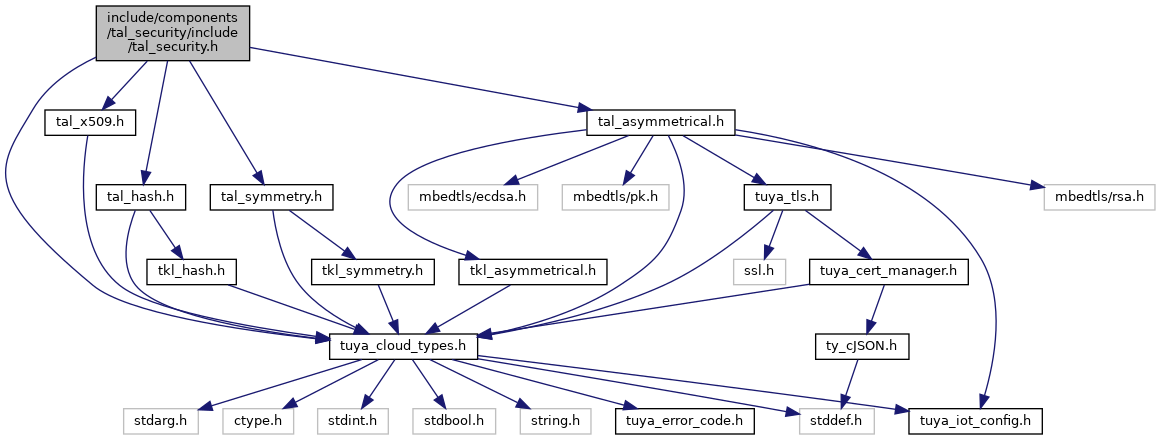 include/components
/tal_security/include
/tal_security.h
tal_x509.h
tal_asymmetrical.h
tal_hash.h
tal_symmetry.h
mbedtls/ecdsa.h
mbedtls/pk.h
tuya_tls.h
mbedtls/rsa.h
tkl_hash.h
tkl_symmetry.h
tkl_asymmetrical.h
ssl.h
tuya_cert_manager.h
tuya_cloud_types.h
ty_cJSON.h
stdarg.h
ctype.h
stdint.h
stdbool.h
string.h
tuya_error_code.h
stddef.h
tuya_iot_config.h